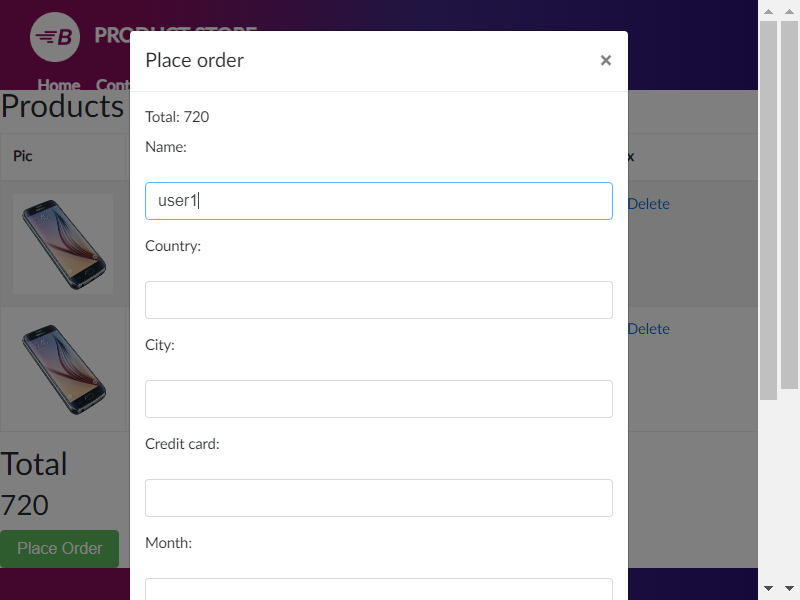 B PRODUCT STORE
Home
Products
Pic
x
Delete
Delete
Total
720
Place Order
Place order
×
Total: 720
Name:
user1
Country:
City:
Credit card:
Month: